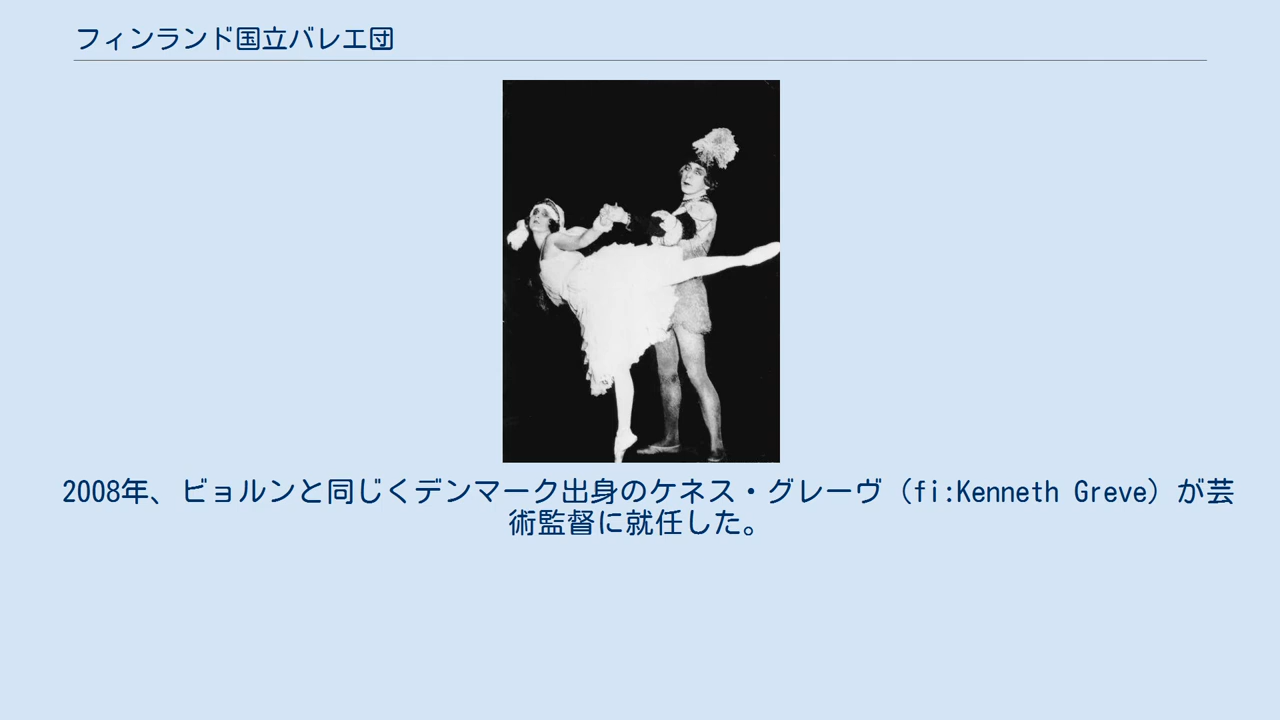 フィンランド国立バレエ団
2008年、ビョルンと同じくデンマーク出身のケネス・グレーヴ（fi:Kenneth Greve）が芸
術監督に就任した。